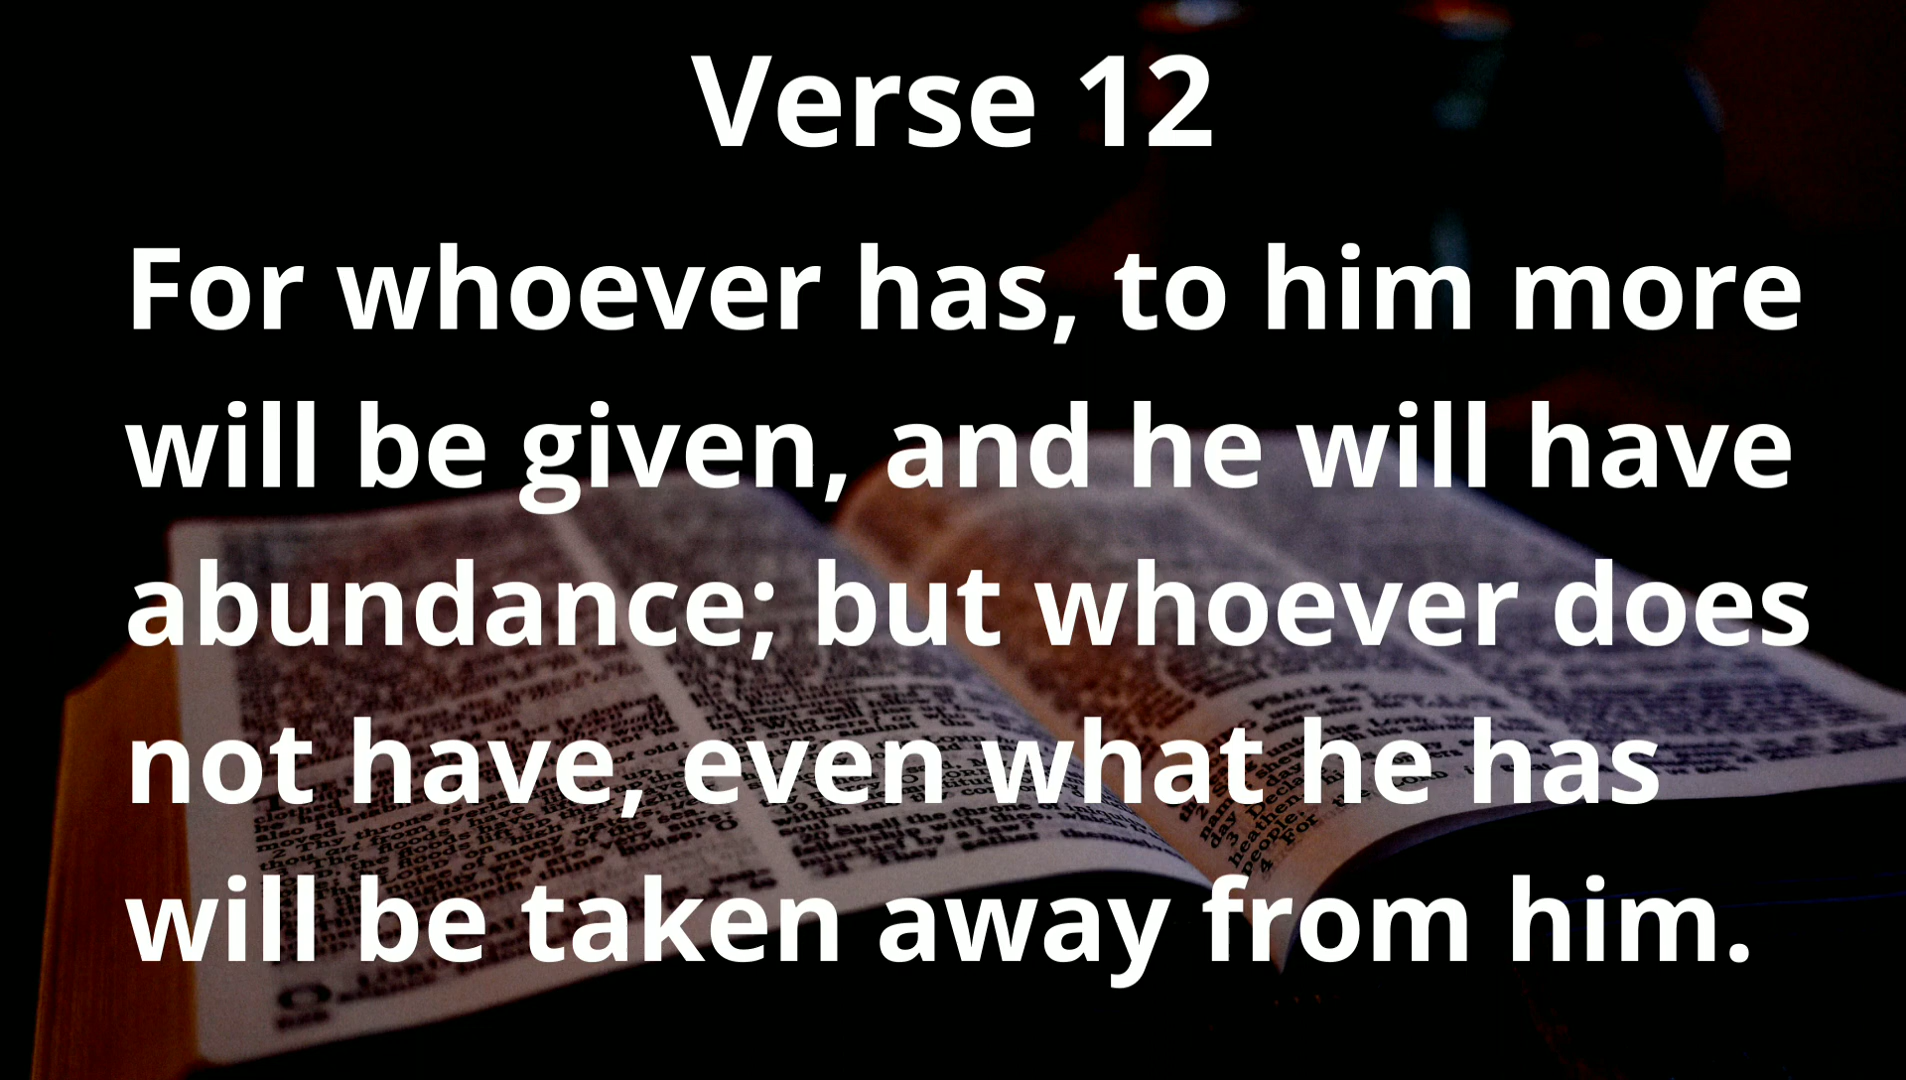 Verse 12
For whoever has, to him more
will be given, and he will have
abundance; but whoever does
not have, even what he has
will be taken away from him.